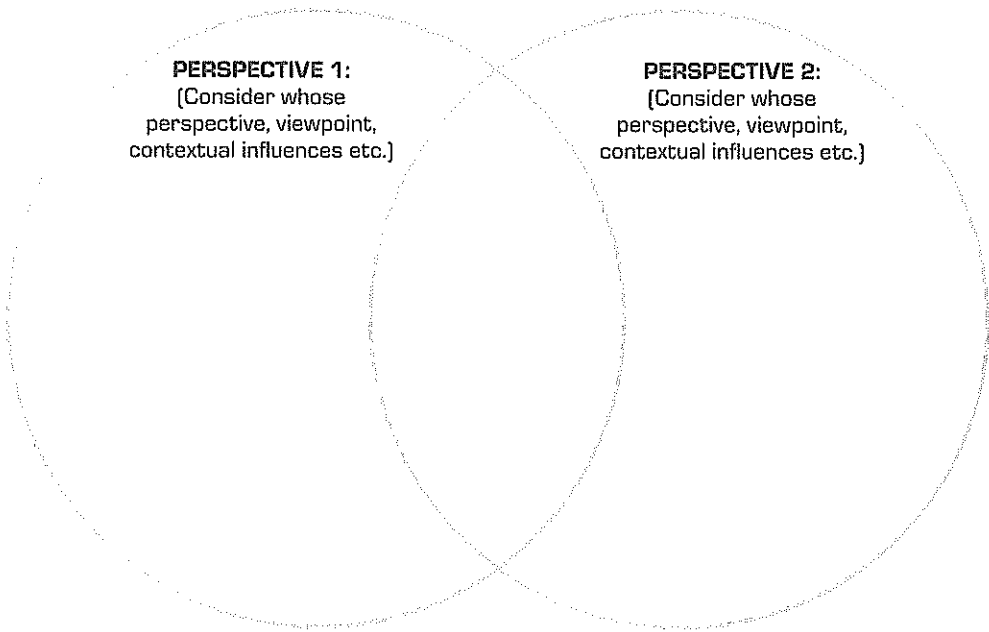 PERSPECTIVE 1:
(Consider whose
perspective, viewpoint,
contextual influences etc.)
PERSPECTIVE 2:
(Consider whose
perspective, viewpoint,
contextual influences etc.)